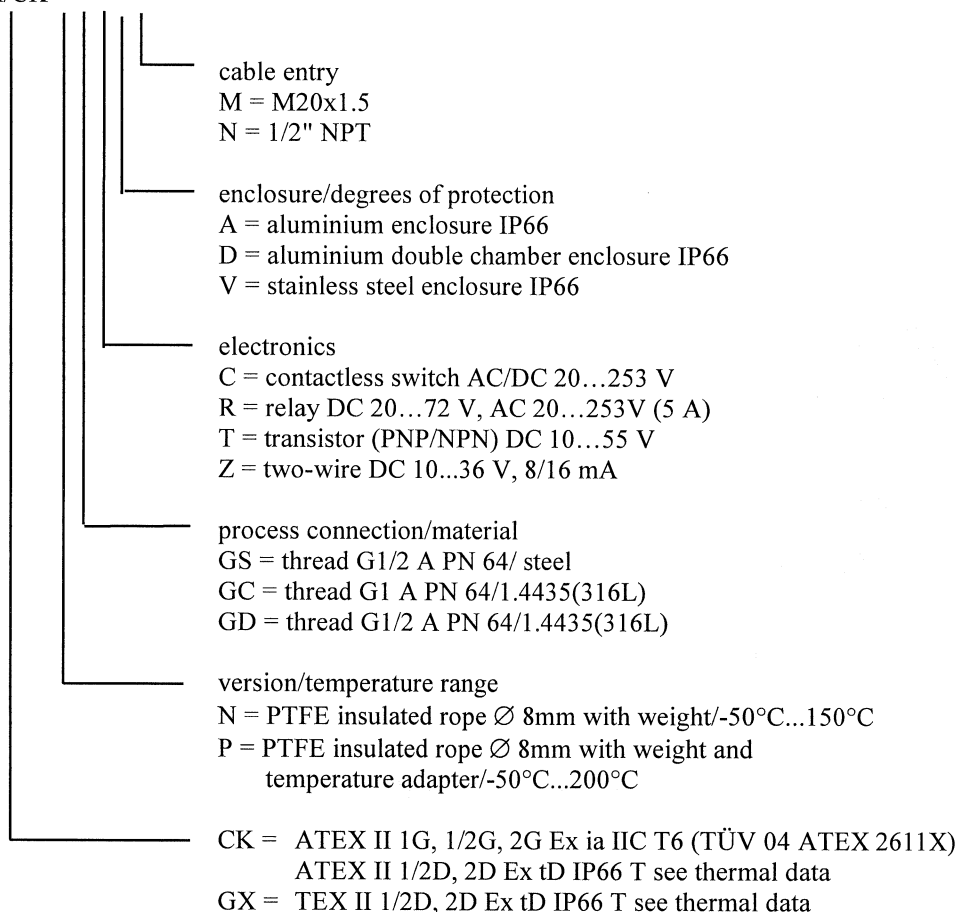 cable entry
M = M20x1.5
N = 1/2" NPT
enclosure/degrees of protection
A = aluminium enclosure IP66
D = aluminium double chamber enclosure IP66
V = stainless steel enclosure IP66
electronics
C = contactless switch AC/DC 20…253 V
R = relay DC 20…72 V, AC 20…253V (5 A)
T = transistor (PNP/NPN) DC 10…55 V
Z = two-wire DC 10...36 V, 8/16 mA
process connection/material
GS = thread G1/2 A PN 64/ steel
GC = thread G1 A PN 64/1.4435(316L)
GD = thread G1/2 A PN 64/1.4435(316L)
version/temperature range
N = PTFE insulated rope ∅ 8mm with weight/-50°C...150°C
P = PTFE insulated rope ∅ 8mm with weight and
temperature adapter/-50°C...200°C
CK = ATEX II 1G, 1/2G, 2G Ex ia IIC T6 (TÜV 04 ATEX 2611X)
ATEX II 1/2D, 2D Ex tD IP66 T see thermal data
GX = TEX II 1/2D, 2D Ex tD IP66 T see thermal data